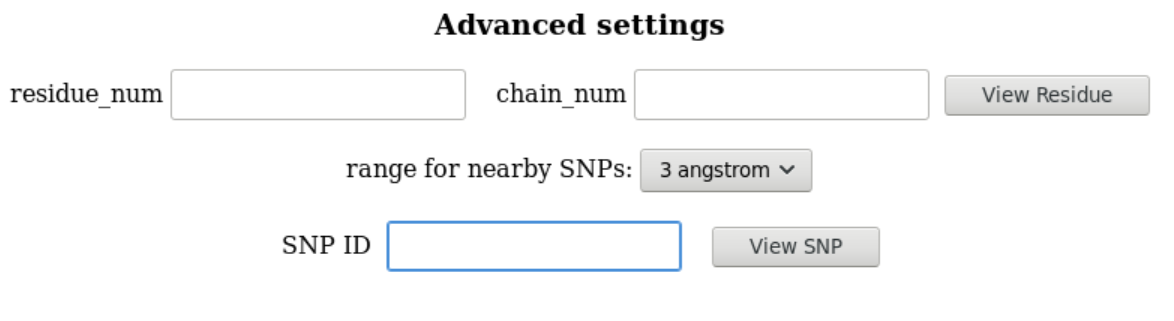 Advanced settings
residue_num chain_num View Residue
range for nearby SNPs: 3 angstrom
SNP ID View SNP